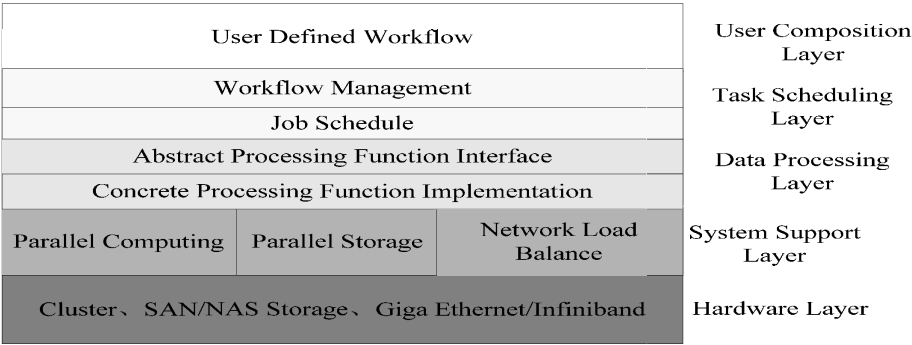 User Defined Workflow
User Composition
Layer
Workflow Management
Job Schedule
Task Scheduling
Layer
Abstract Processing Function Interface
Concrete Processing Function Implementation
Data Processing
Layer
Parallel Computing
Parallel Storage
Network Load
Balance
System Support
Layer
Cluster、SAN/NAS Storage、Giga Ethernet/Infiniband
Hardware Layer